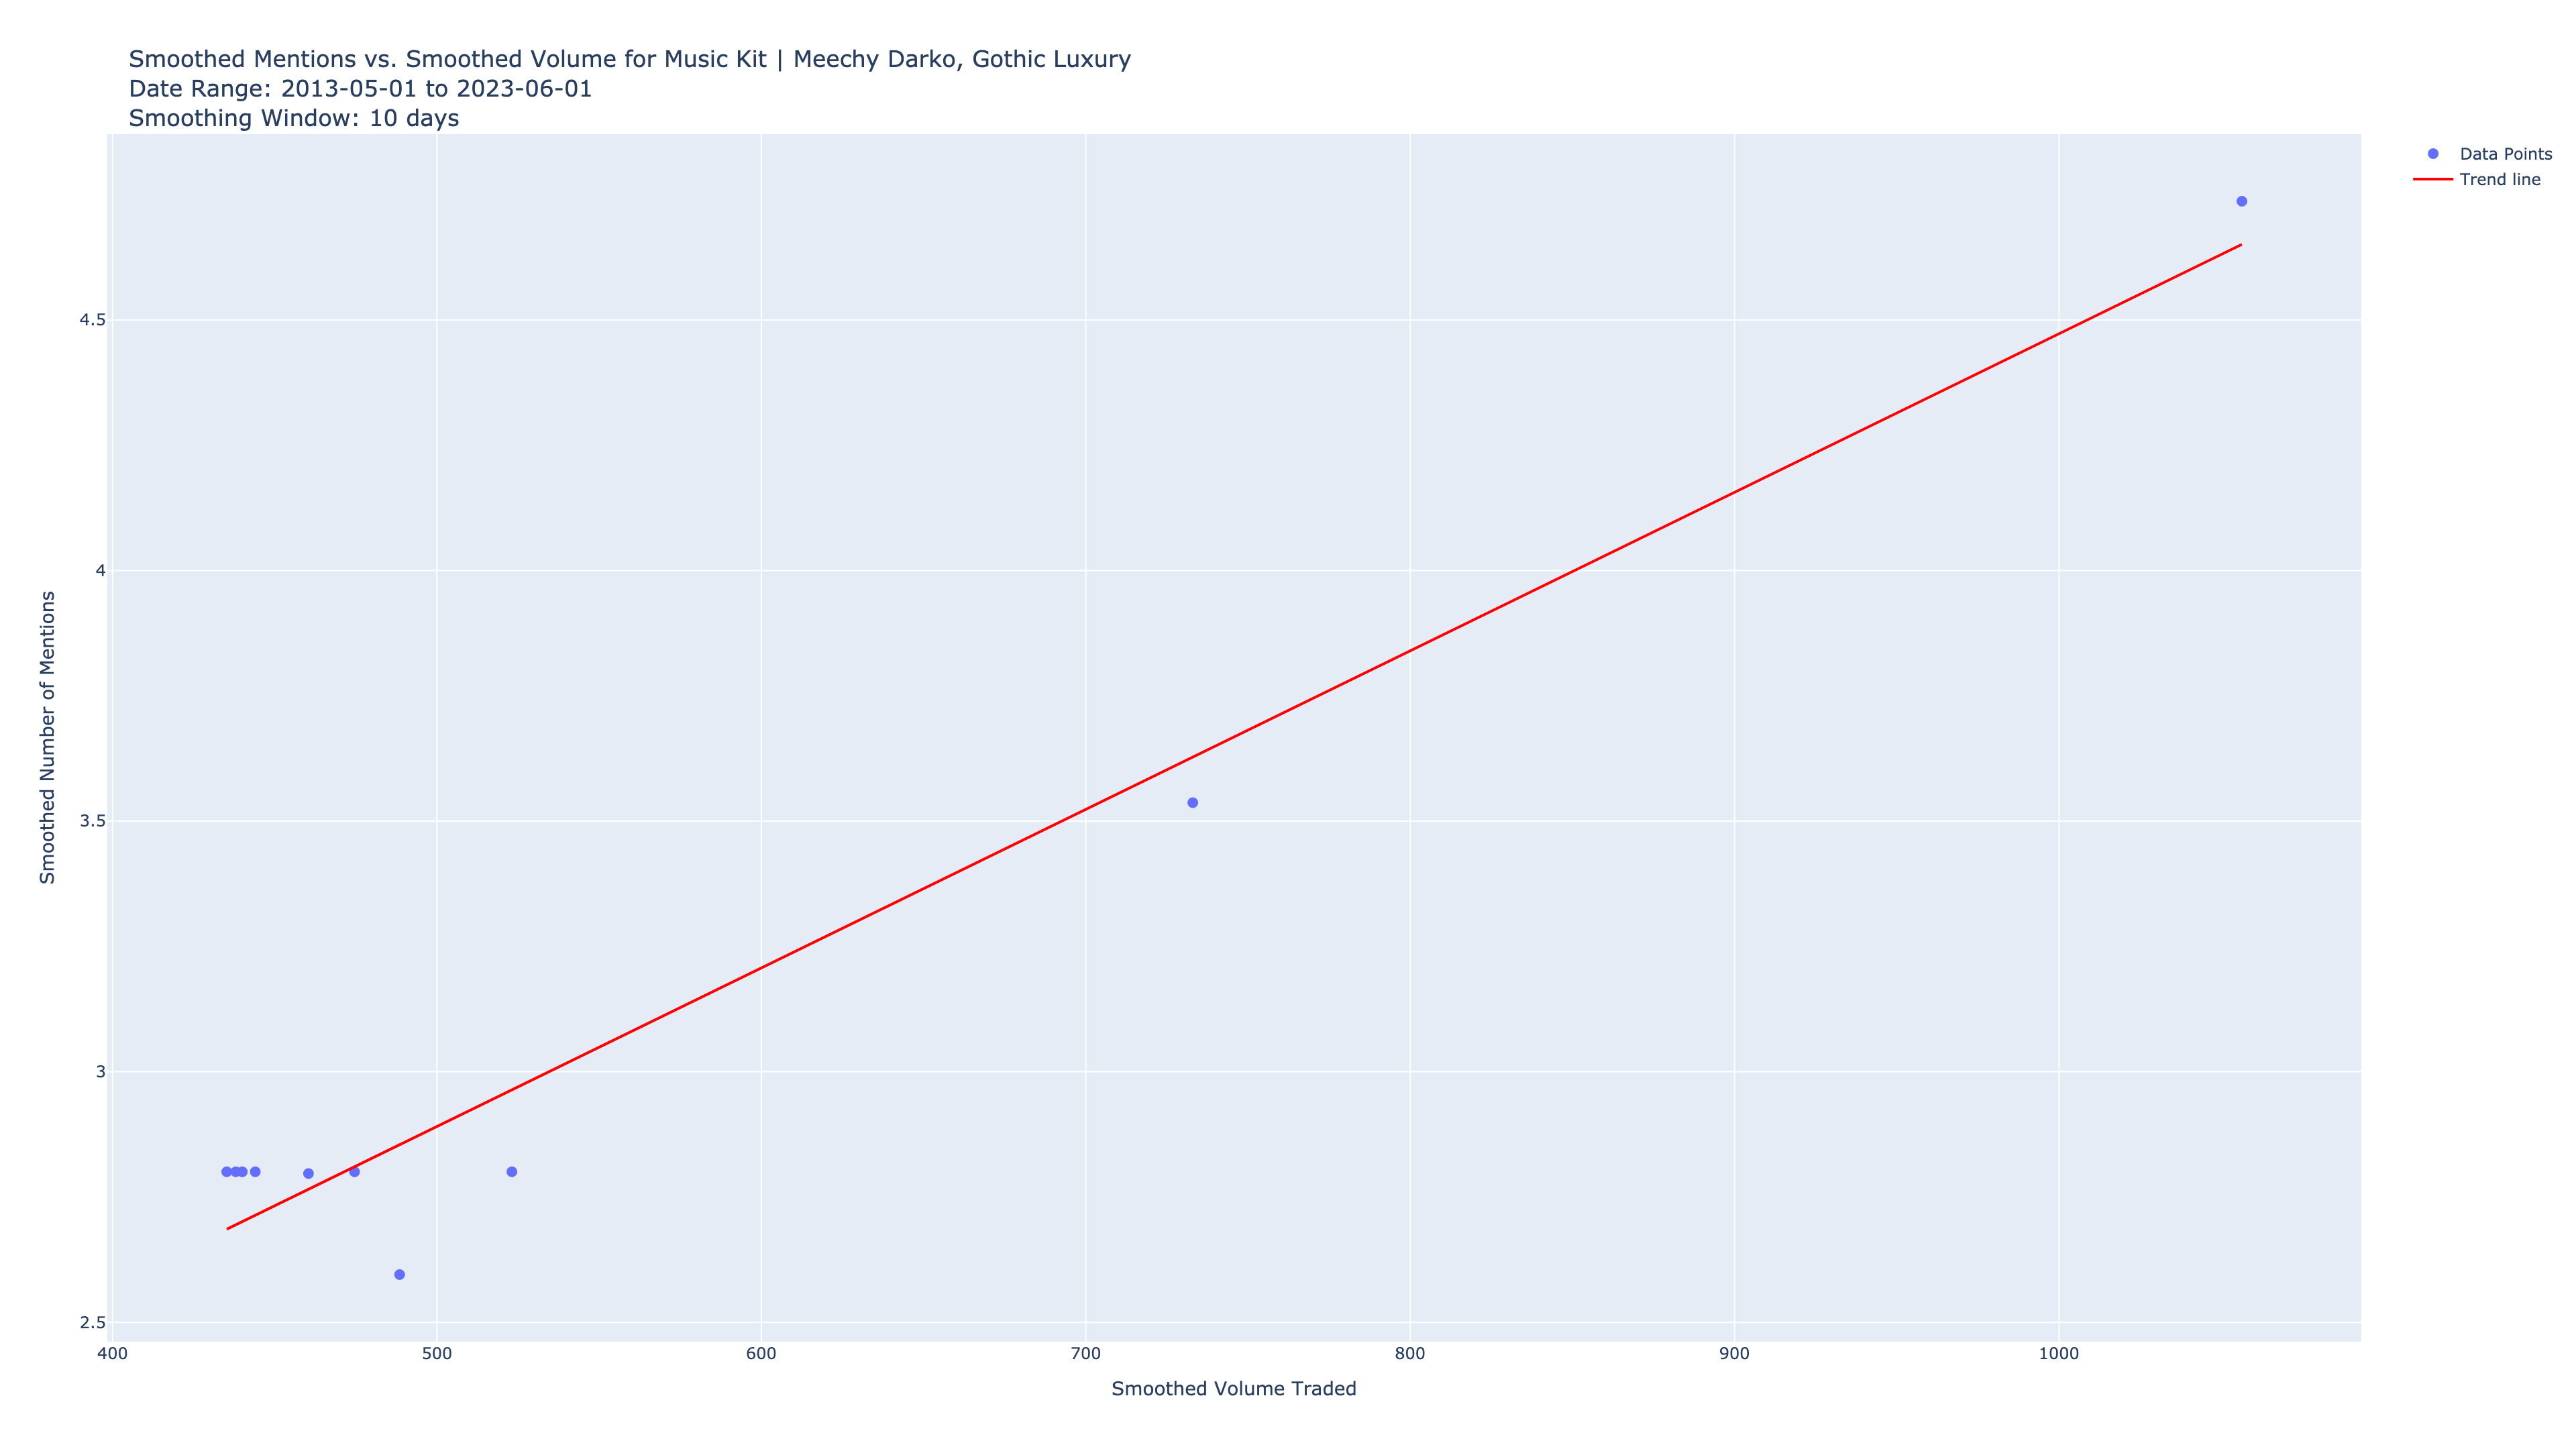 Smoothed Mentions vs. Smoothed Volume for Music Kit | Meechy Darko, Gothic Luxury
Date Range: 2013-05-01 to 2023-06-01
Smoothing Window: 10 days
Data Points
Trend line
4.5
4
3.5
3
2.5
Smoothed Number of Mentions
400
500
600
700
800
900
1000
Smoothed Volume Traded